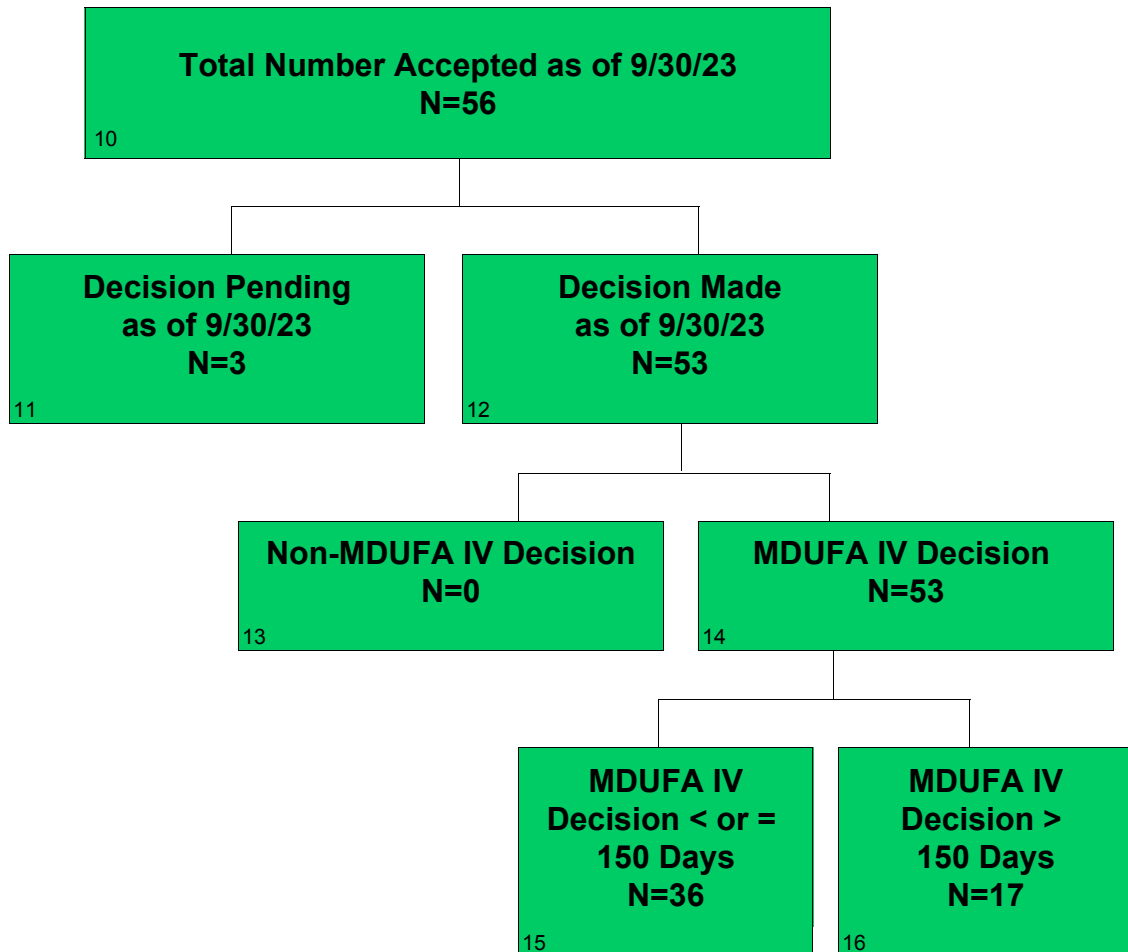 Total Number Accepted as of 9/30/23
N=56
10
Decision Pending
as of 9/30/23
N=3
11
Decision Made
as of 9/30/23
N=53
12
Non-MDUFA IV Decision
N=0
13
MDUFA IV Decision
N=53
14
MDUFA IV
Decision < or =
150 Days
N=36
15
MDUFA IV
Decision >
150 Days
N=17
16